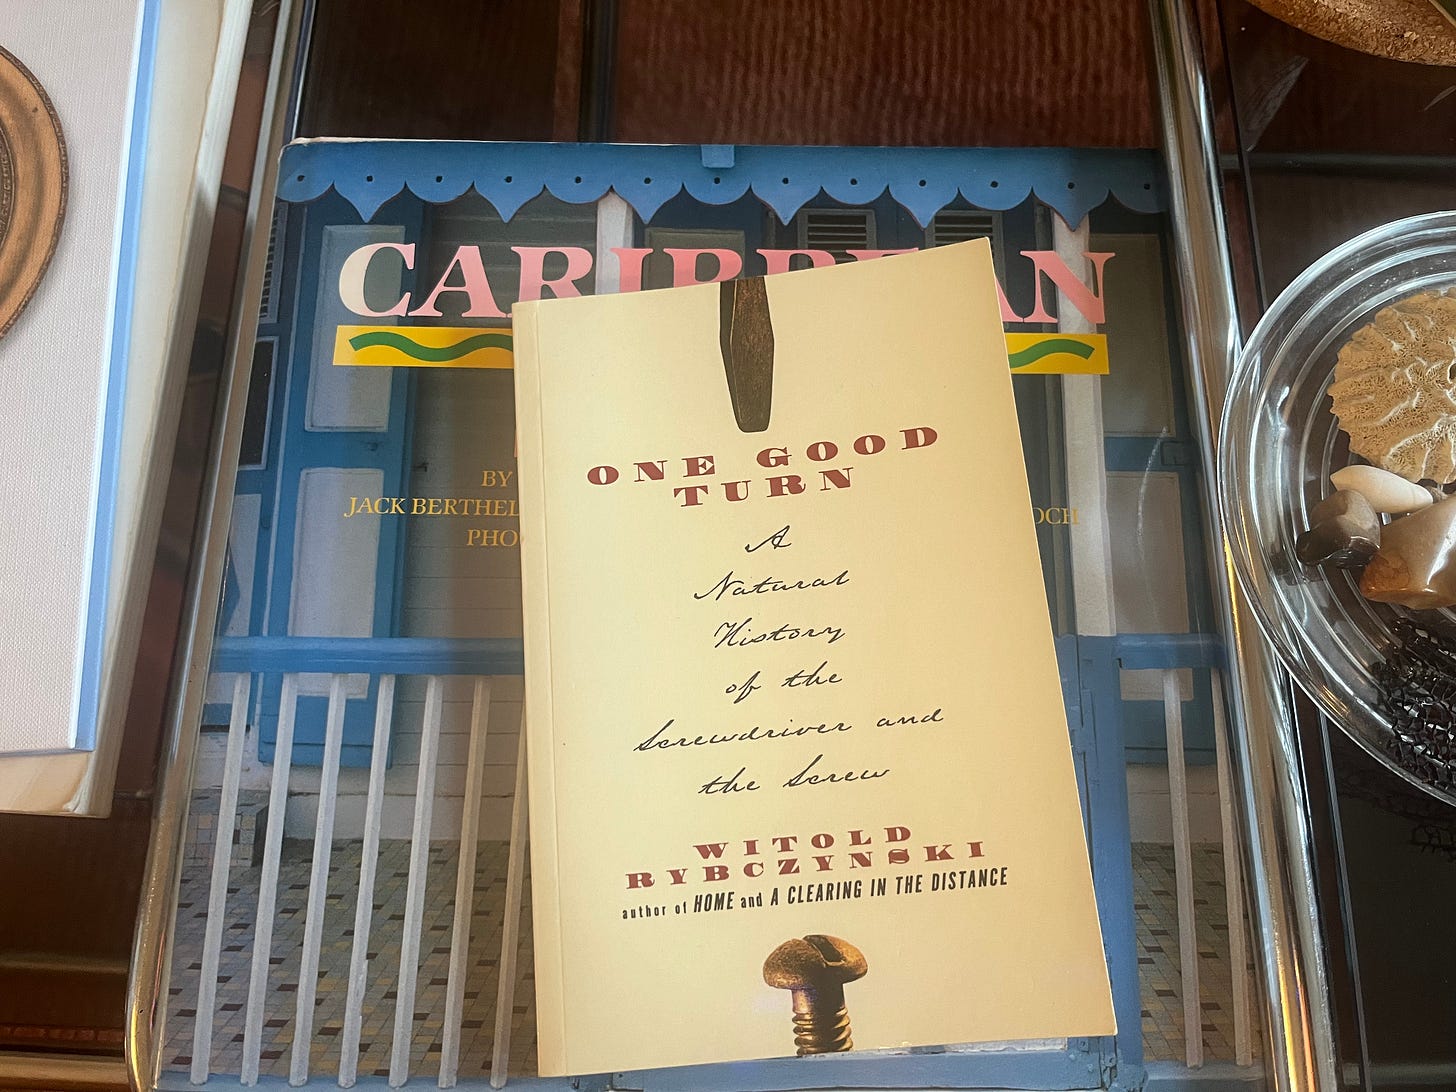 CARIBBEAN
BY
JACK BERTHEL OCH
PHO
ONE GOOD
TURN
A
Natural
History
of the
Screwdriver and
the Screw
WITOLD
RYBCZYNSKI
author of HOME and A CLEARING IN THE DISTANCE